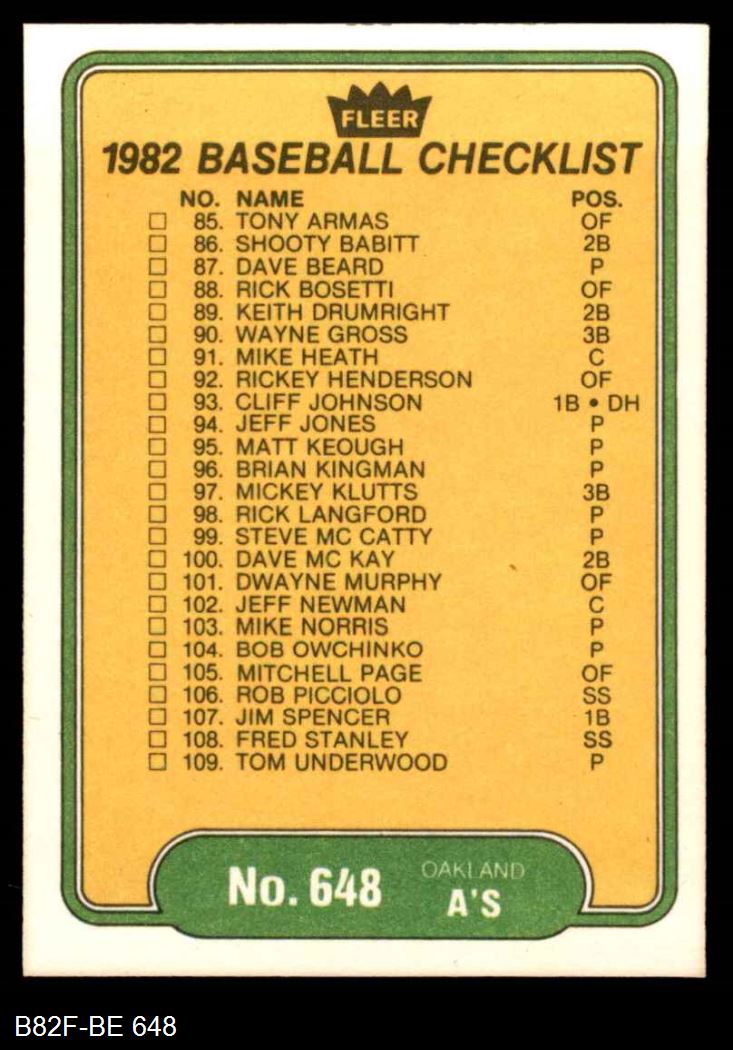 FLEER
1982 BASEBALL CHECKLIST
NO. NAME POS.
85. TONY ARMAS OF
86. SHOOTY BABITT 2B
87. DAVE BEARD P
88. RICK BOSETTI OF
89. KEITH DRUMRIGHT 2B
90. WAYNE GROSS 3B
91. MIKE HEATH C
92. RICKEY HENDERSON OF
93. CLIFF JOHNSON 1B • DH
94. JEFF JONES P
95. MATT KEOUGH P
96. BRIAN KINGMAN P
97. MICKEY KLUTTS 3B
98. RICK LANGFORD P
99. STEVE MC CATTY P
100. DAVE MC KAY 2B
101. DWAYNE MURPHY OF
102. JEFF NEWMAN C
103. MIKE NORRIS P
104. BOB OWCHINKO P
105. MITCHELL PAGE OF
106. ROB PICCIOLO SS
107. JIM SPENCER 1B
108. FRED STANLEY SS
109. TOM UNDERWOOD P
No. 648
OAKLAND
A'S
B82F-BE 648